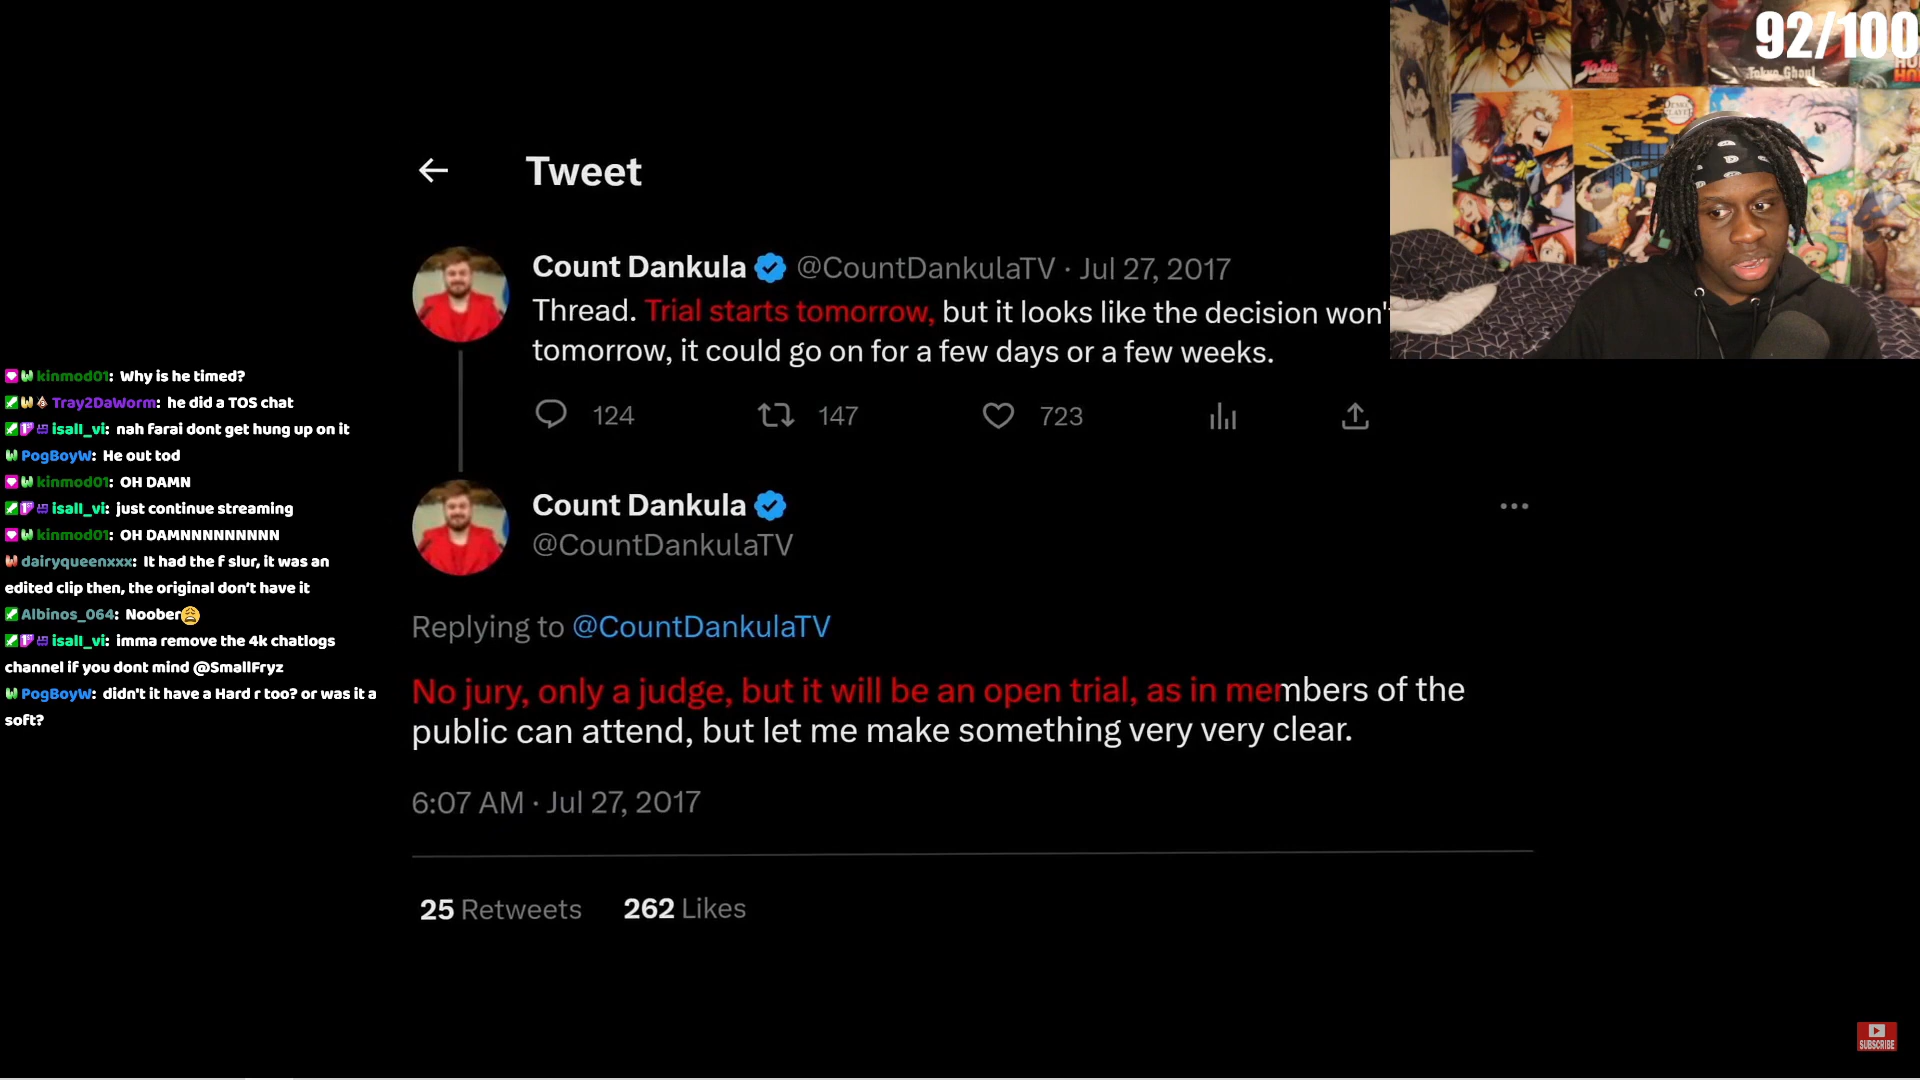 92/100
JoJos
Tokyo Ghoul
Tweet
Count Dankula @CountDankulaTV · Jul 27, 2017
Thread. Trial starts tomorrow, but it looks like the decision won'
tomorrow, it could go on for a few days or a few weeks.
124 147 723
Count Dankula
@CountDankulaTV
Replying to @CountDankulaTV
No jury, only a judge, but it will be an open trial, as in members of the
public can attend, but let me make something very very clear.
6:07 AM · Jul 27, 2017
25 Retweets 262 Likes
kinmod01: Why is he timed?
Tray2DaWorm: he did a TOS chat
isall_vi: nah farai dont get hung up on it
PogBoyW: He out tod
kinmod01: OH DAMN
isall_vi: just continue streaming
kinmod01: OH DAMNNNNNNNNN
dairyqueenxxx: It had the f slur, it was an
edited clip then, the original don't have it
Albinos_064: Noober
isall_vi: imma remove the 4k chatlogs
channel if you dont mind @SmallFryz
PogBoyW: didn't it have a Hard r too? or was it a
soft?
SUBSCRIBE